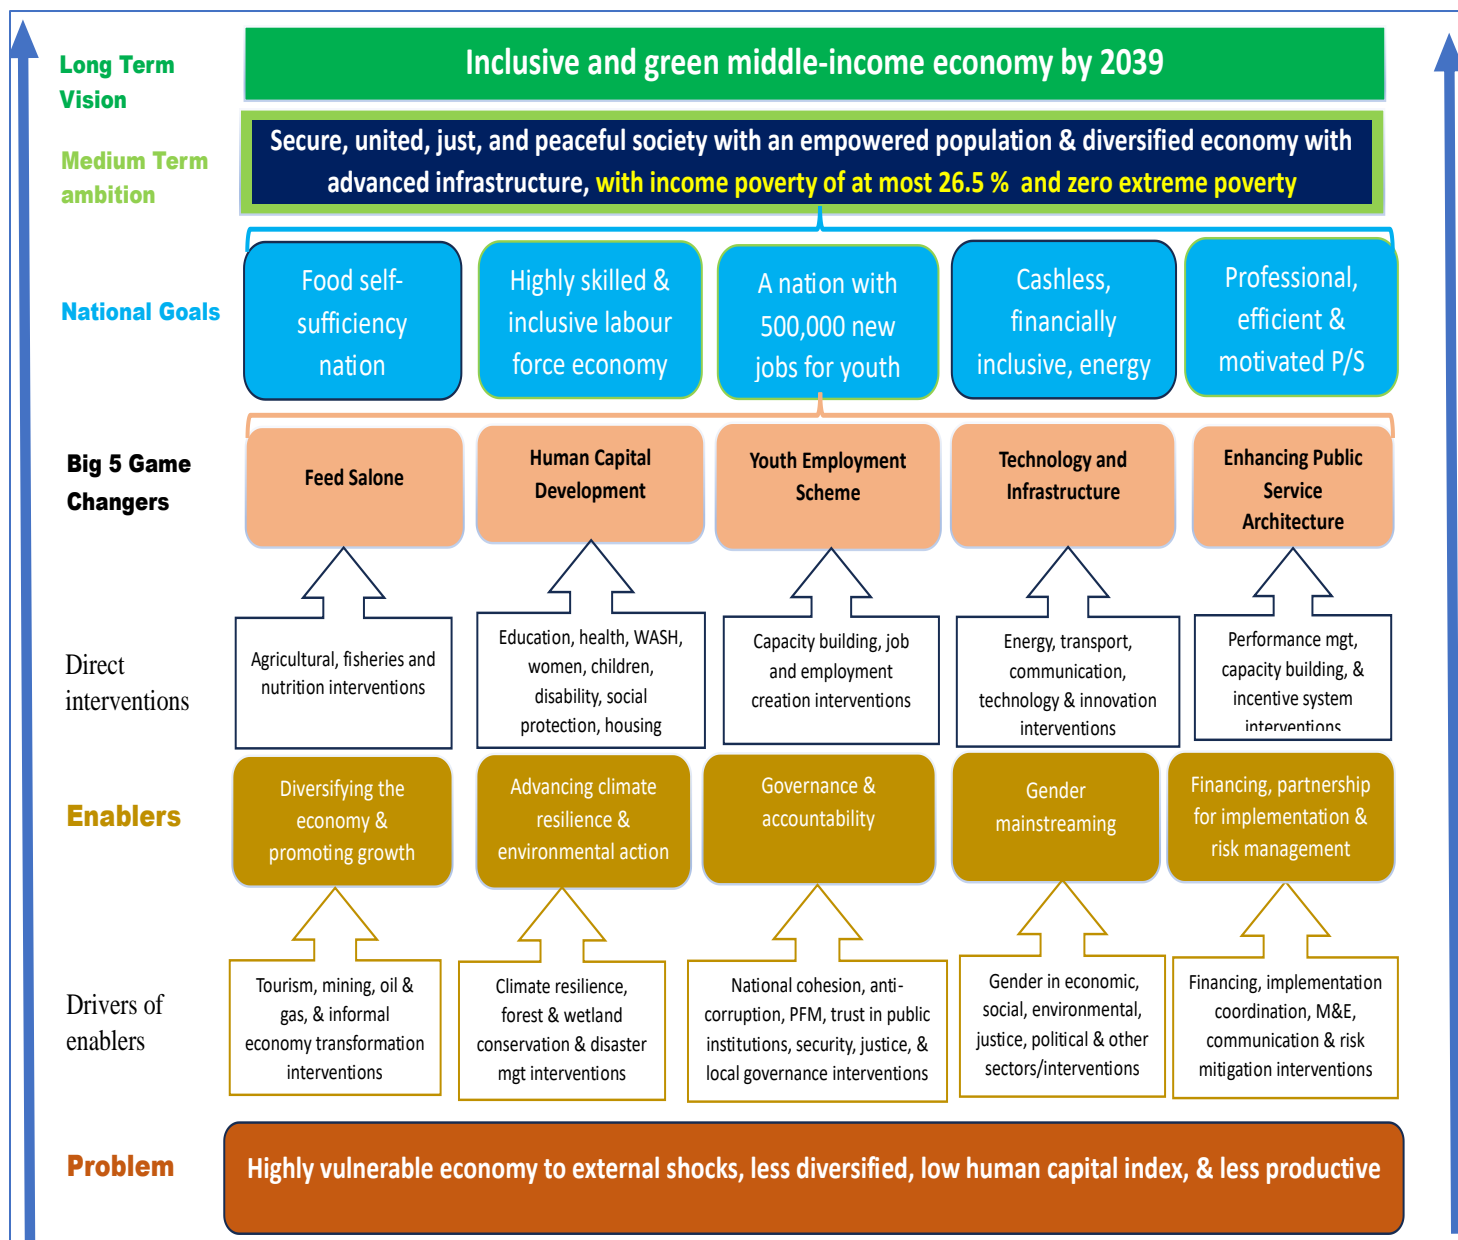 Long Term
Vision
Inclusive and green middle-income economy by 2039
Medium Term
ambition
Secure, united, just, and peaceful society with an empowered population & diversified economy with
advanced infrastructure, with income poverty of at most 26.5 % and zero extreme poverty
National Goals
Food self-
sufficiency
nation
Highly skilled &
inclusive labour
force economy
A nation with
500,000 new
jobs for youth
Cashless,
financially
inclusive, energy
Professional,
efficient &
motivated P/S
Big 5 Game
Changers
Feed Salone
Human Capital
Development
Youth Employment
Scheme
Technology and
Infrastructure
Enhancing Public
Service
Architecture
Direct
interventions
Agricultural, fisheries and
nutrition interventions
Education, health, WASH,
women, children,
disability, social
protection, housing
Capacity building, job
and employment
creation interventions
Energy, transport,
communication,
technology & innovation
interventions
Performance mgt,
capacity building, &
incentive system
interventions
Enablers
Diversifying the
economy &
promoting growth
Advancing climate
resilience &
environmental action
Governance &
accountability
Gender
mainstreaming
Financing, partnership
for implementation &
risk management
Drivers of
enablers
Tourism, mining, oil &
gas, & informal
economy transformation
interventions
Climate resilience,
forest & wetland
conservation & disaster
mgt interventions
National cohesion, anti-
corruption, PFM, trust in public
institutions, security, justice, &
local governance interventions
Gender in economic,
social, environmental,
justice, political & other
sectors/interventions
Financing, implementation
coordination, M&E,
communication & risk
mitigation interventions
Problem
Highly vulnerable economy to external shocks, less diversified, low human capital index, & less productive